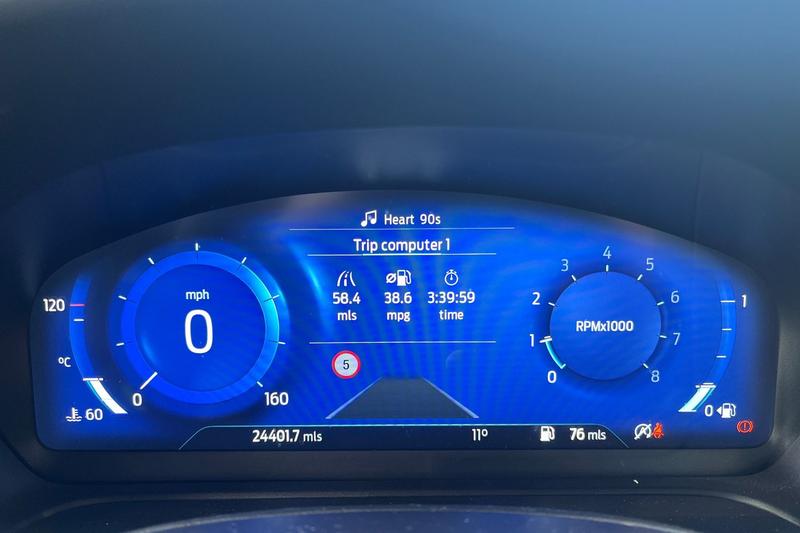 Heart 90s
Trip computer 1
58.4 38.6 3:39:59
mls mpg time
mph
0
0 160
120
°C
60
5
RPMx1000
0 1 2 3 4 5 6 7 8
1
0
24401.7 mls 11° 76 mls